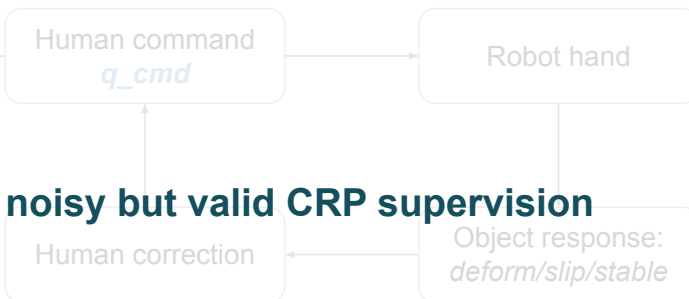 Human command
q_cmd
Robot hand
noisy but valid CRP supervision
Human correction
Object response:
deform/slip/stable